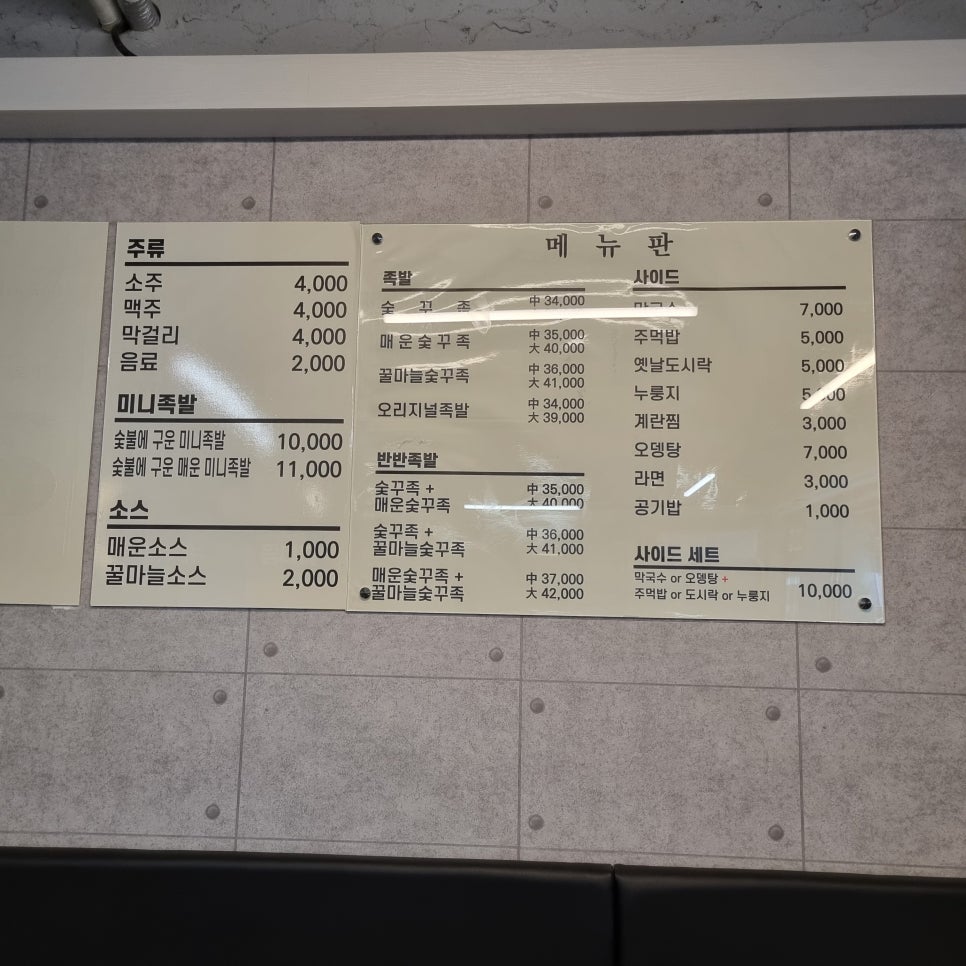 주류
소주 4,000
맥주 4,000
막걸리 4,000
음료 2,000
미니족발
숯불에 구운 미니족발 10,000
숯불에 구운 매운 미니족발 11,000
소스
매운소스 1,000
꿀마늘소스 2,000
메 뉴 판
족발
숯 꾸 족 中 34,000
매 운 숯 꾸 족 中 35,000
大 40,000
꿀마늘숯꾸족 中 36,000
大 41,000
오리지널족발 中 34,000
大 39,000
반반족발
숯꾸족 + 中 35,000
매운숯꾸족 大 40,000
숯꾸족 + 中 36,000
꿀마늘숯꾸족 大 41,000
매운숯꾸족 + 中 37,000
꿀마늘숯꾸족 大 42,000
사이드
막국수 7,000
주먹밥 5,000
옛날도시락 5,000
누룽지
계란찜 3,000
오뎅탕 7,000
라면 3,000
공기밥 1,000
사이드 세트
막국수 or 오뎅탕 +
주먹밥 or 도시락 or 누룽지 10,000